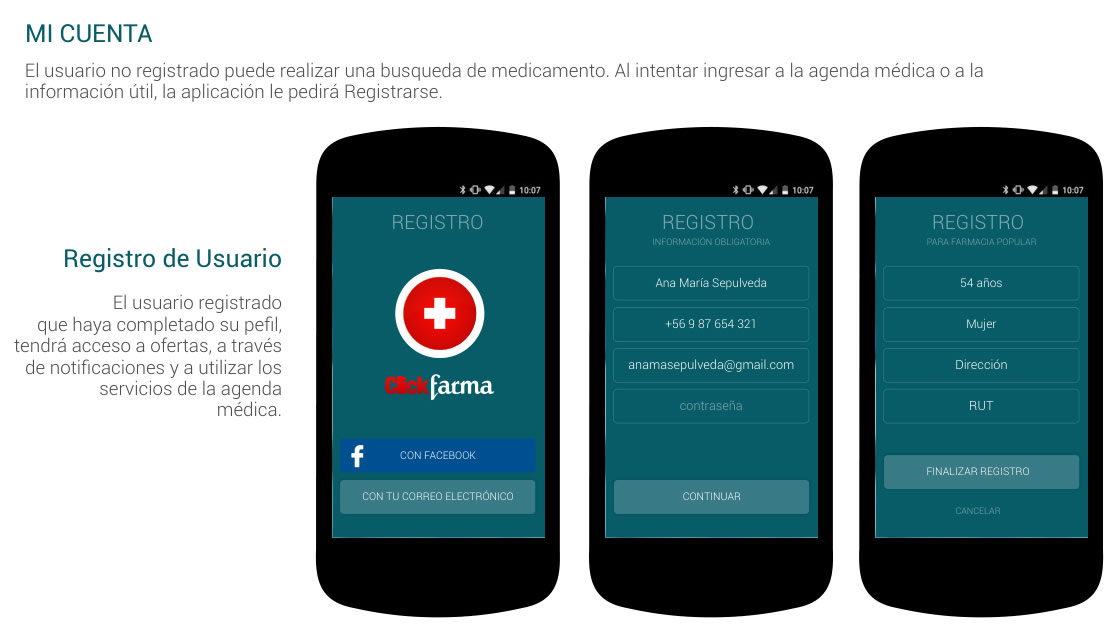 MI CUENTA
El usuario no registrado puede realizar una busqueda de medicamento. Al intentar ingresar a la agenda médica o a la
información útil, la aplicación le pedirá Registrarse.
Registro de Usuario
El usuario registrado
que haya completado su pefil,
tendrá acceso a ofertas, a través
de notificaciones y a utilizar los
servicios de la agenda
médica.
10:07
REGISTRO
Clickfarma
f
CON FACEBOOK
CON TU CORREO ELECTRÓNICO
10:07
REGISTRO
INFORMACIÓN OBLIGATORIA
Ana María Sepulveda
+56 9 87 654 321
anamasepulveda@gmail.com
contraseña
CONTINUAR
10:07
REGISTRO
PARA FARMACIA POPULAR
54 años
Mujer
Dirección
RUT
FINALIZAR REGISTRO
CANCELAR